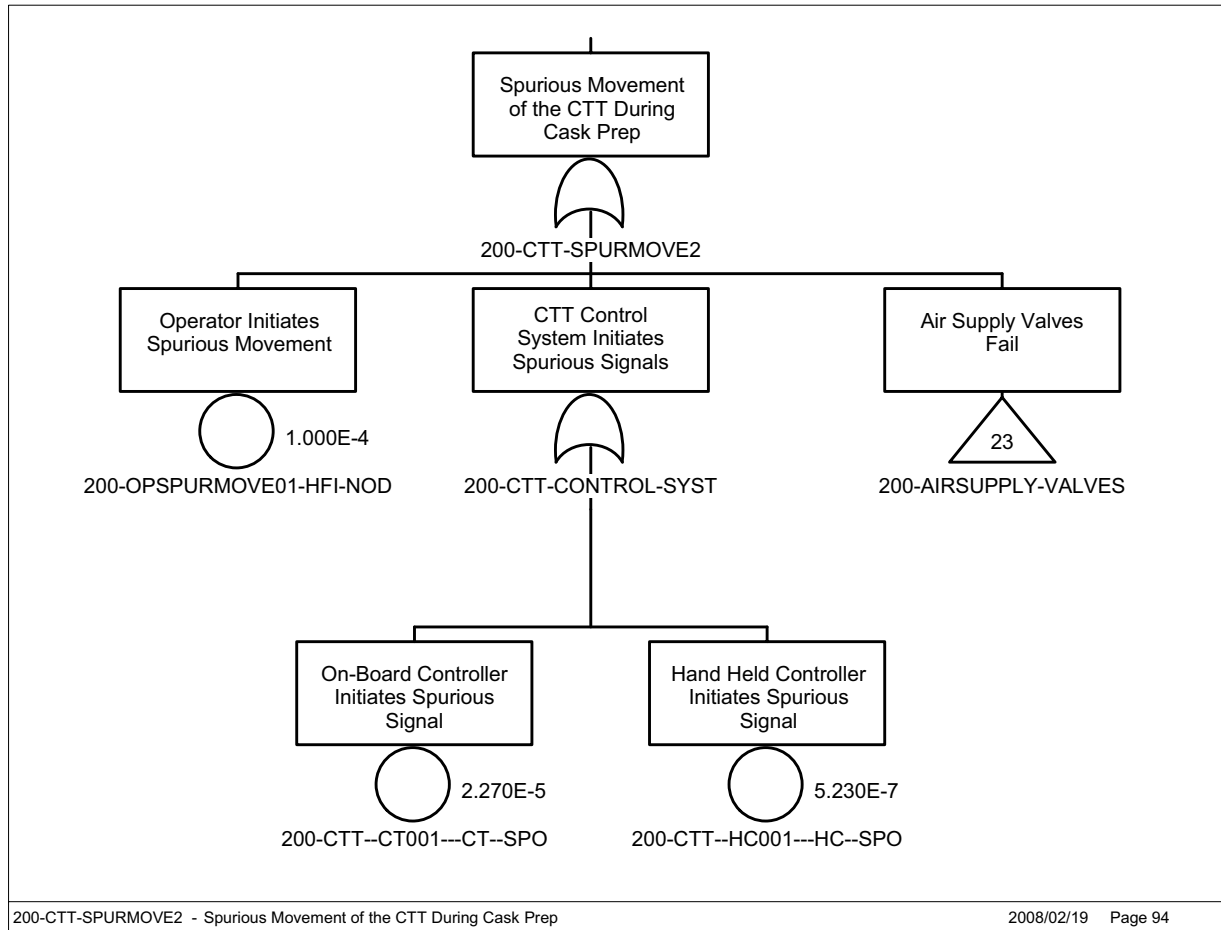 Spurious Movement
of the CTT During
Cask Prep
200-CTT-SPURMOVE2
Operator Initiates
Spurious Movement
1.000E-4
200-OPSPURMOVE01-HFI-NOD
CTT Control
System Initiates
Spurious Signals
200-CTT-CONTROL-SYST
Air Supply Valves
Fail
23
200-AIRSUPPLY-VALVES
On-Board Controller
Initiates Spurious
Signal
2.270E-5
200-CTT--CT001---CT--SPO
Hand Held Controller
Initiates Spurious
Signal
5.230E-7
200-CTT--HC001---HC--SPO
200-CTT-SPURMOVE2 - Spurious Movement of the CTT During Cask Prep
2008/02/19 Page 94